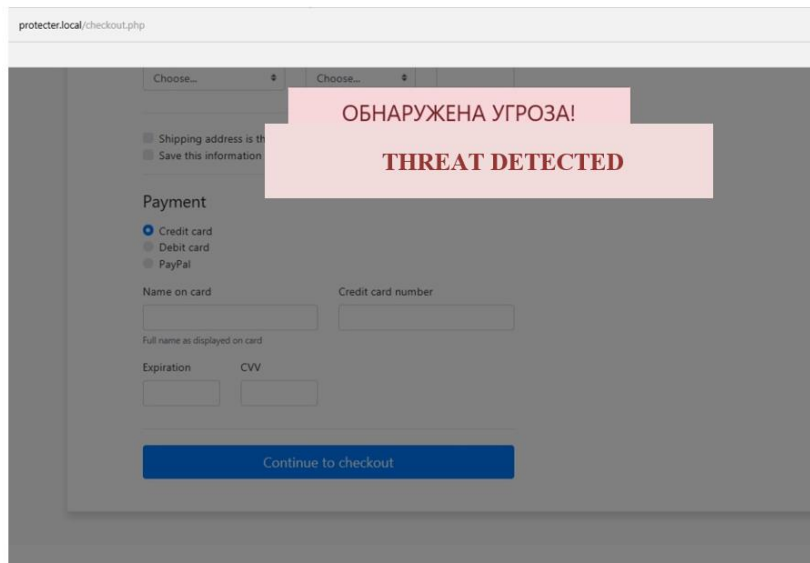 protecter.local/checkout.php
Choose... Choose...
ОБНАРУЖЕНА УГРОЗА!
Shipping address is th
THREAT DETECTED
Save this information
Payment
Credit card
Debit card
PayPal
Name on card Credit card number
Full name as displayed on card
Expiration CVV
Continue to checkout